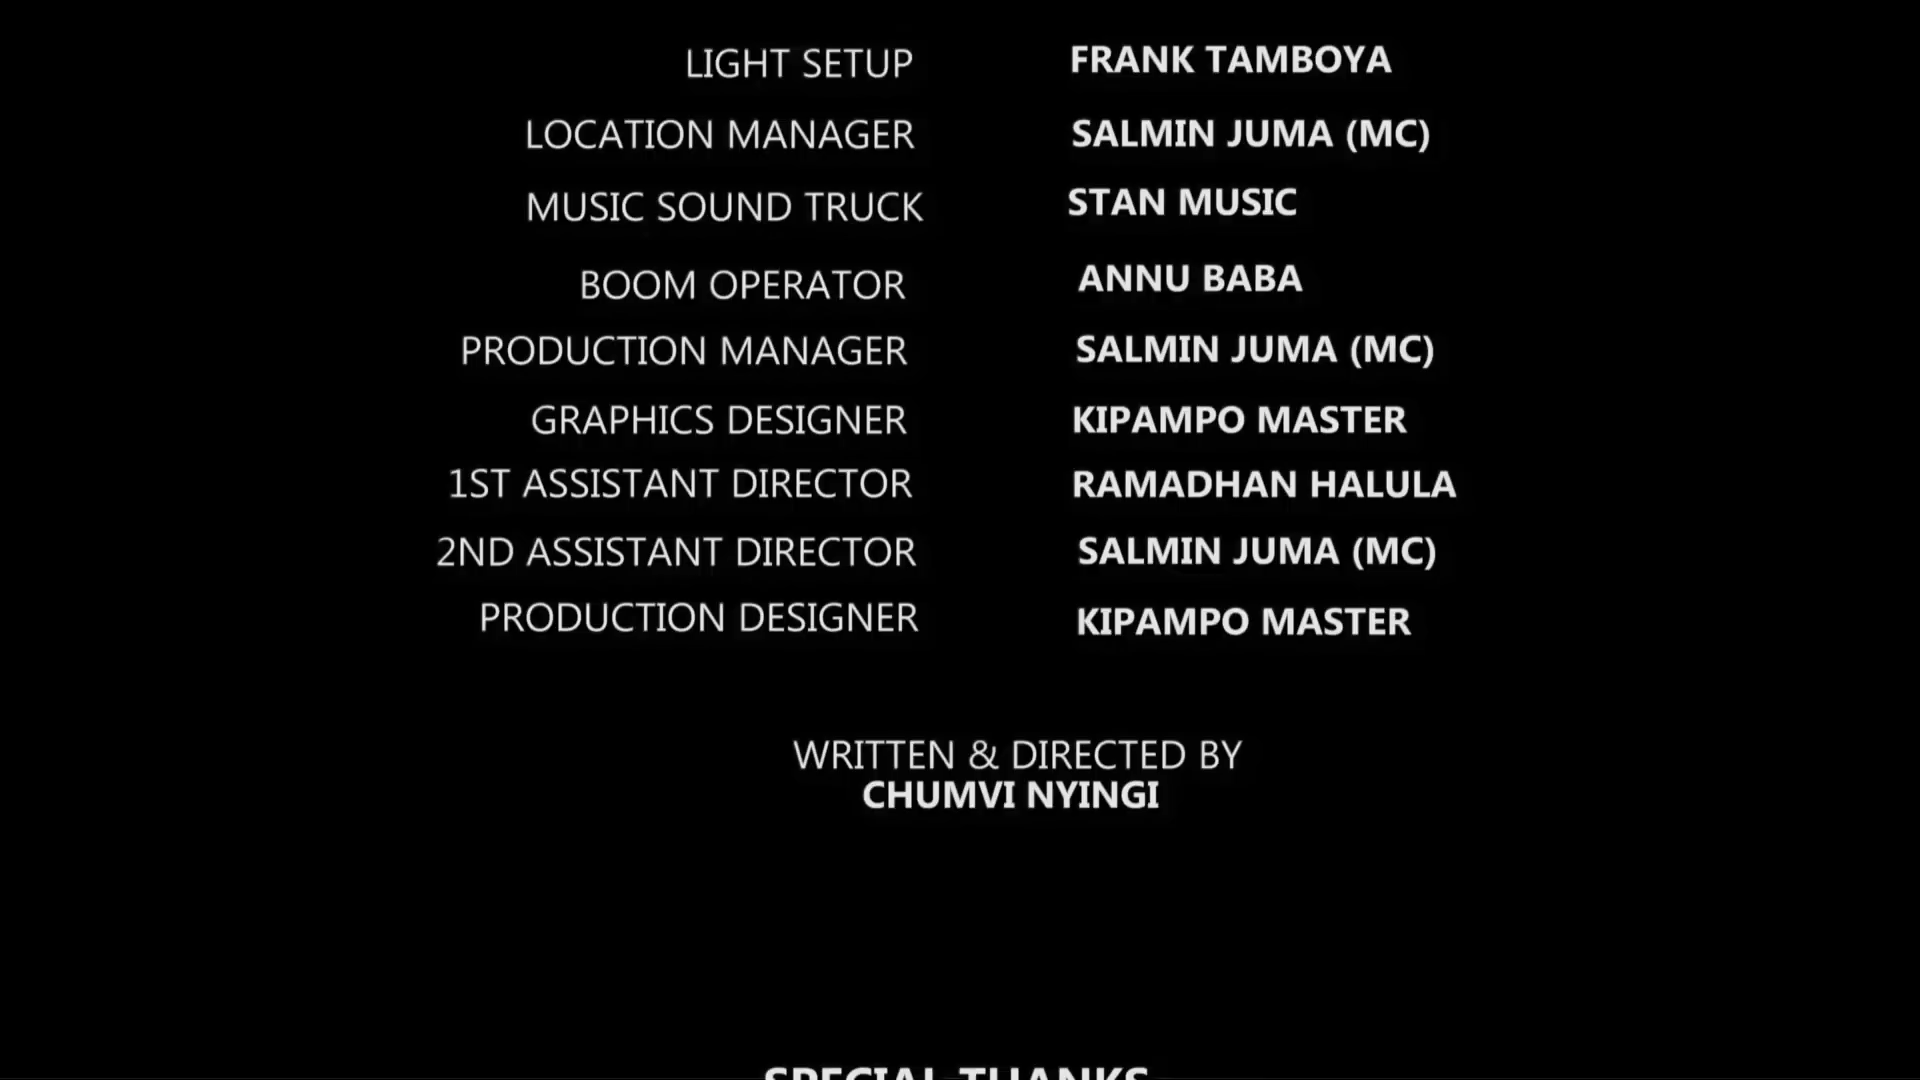 LIGHT SETUP FRANK TAMBOYA
LOCATION MANAGER SALMIN JUMA (MC)
MUSIC SOUND TRUCK STAN MUSIC
BOOM OPERATOR ANNU BABA
PRODUCTION MANAGER SALMIN JUMA (MC)
GRAPHICS DESIGNER KIPAMPO MASTER
1ST ASSISTANT DIRECTOR RAMADHAN HALULA
2ND ASSISTANT DIRECTOR SALMIN JUMA (MC)
PRODUCTION DESIGNER KIPAMPO MASTER
WRITTEN & DIRECTED BY
CHUMVI NYINGI
SPECIAL THANKS